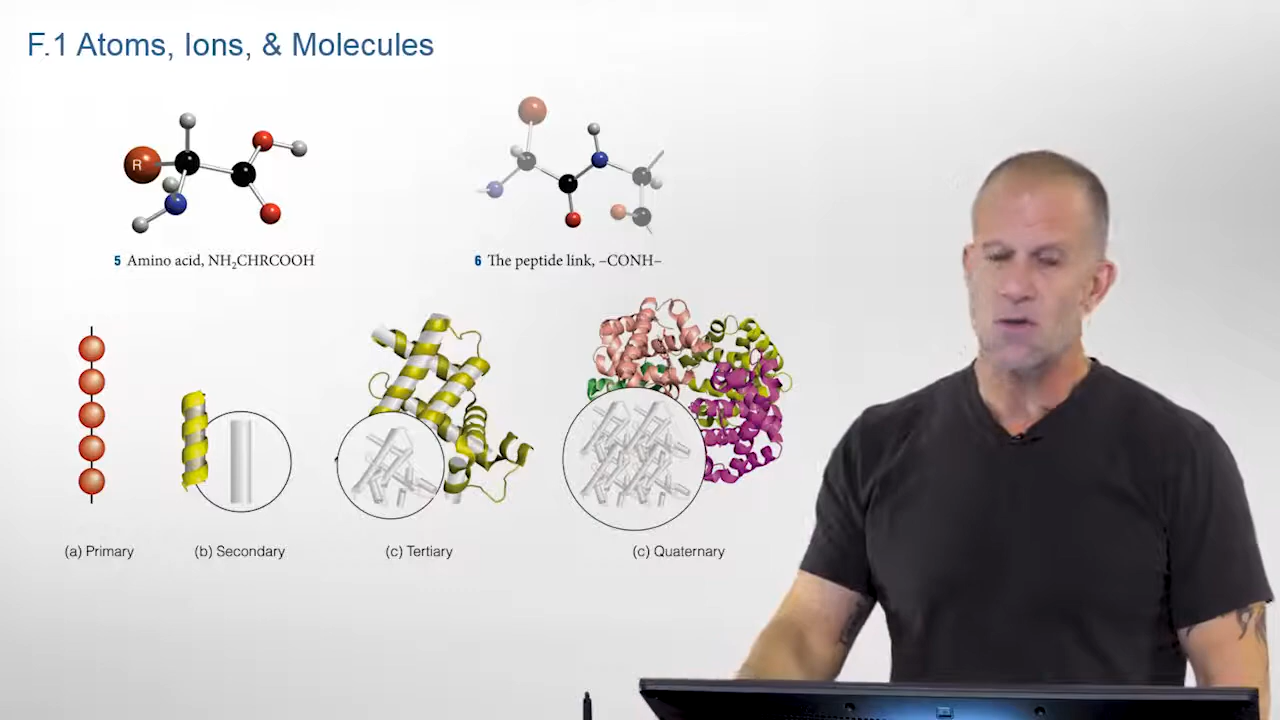 F.1 Atoms, Ions, & Molecules
R
5 Amino acid, NH₂CHRCOOH
6 The peptide link, –CONH–
(a) Primary
(b) Secondary
(c) Tertiary
(c) Quaternary